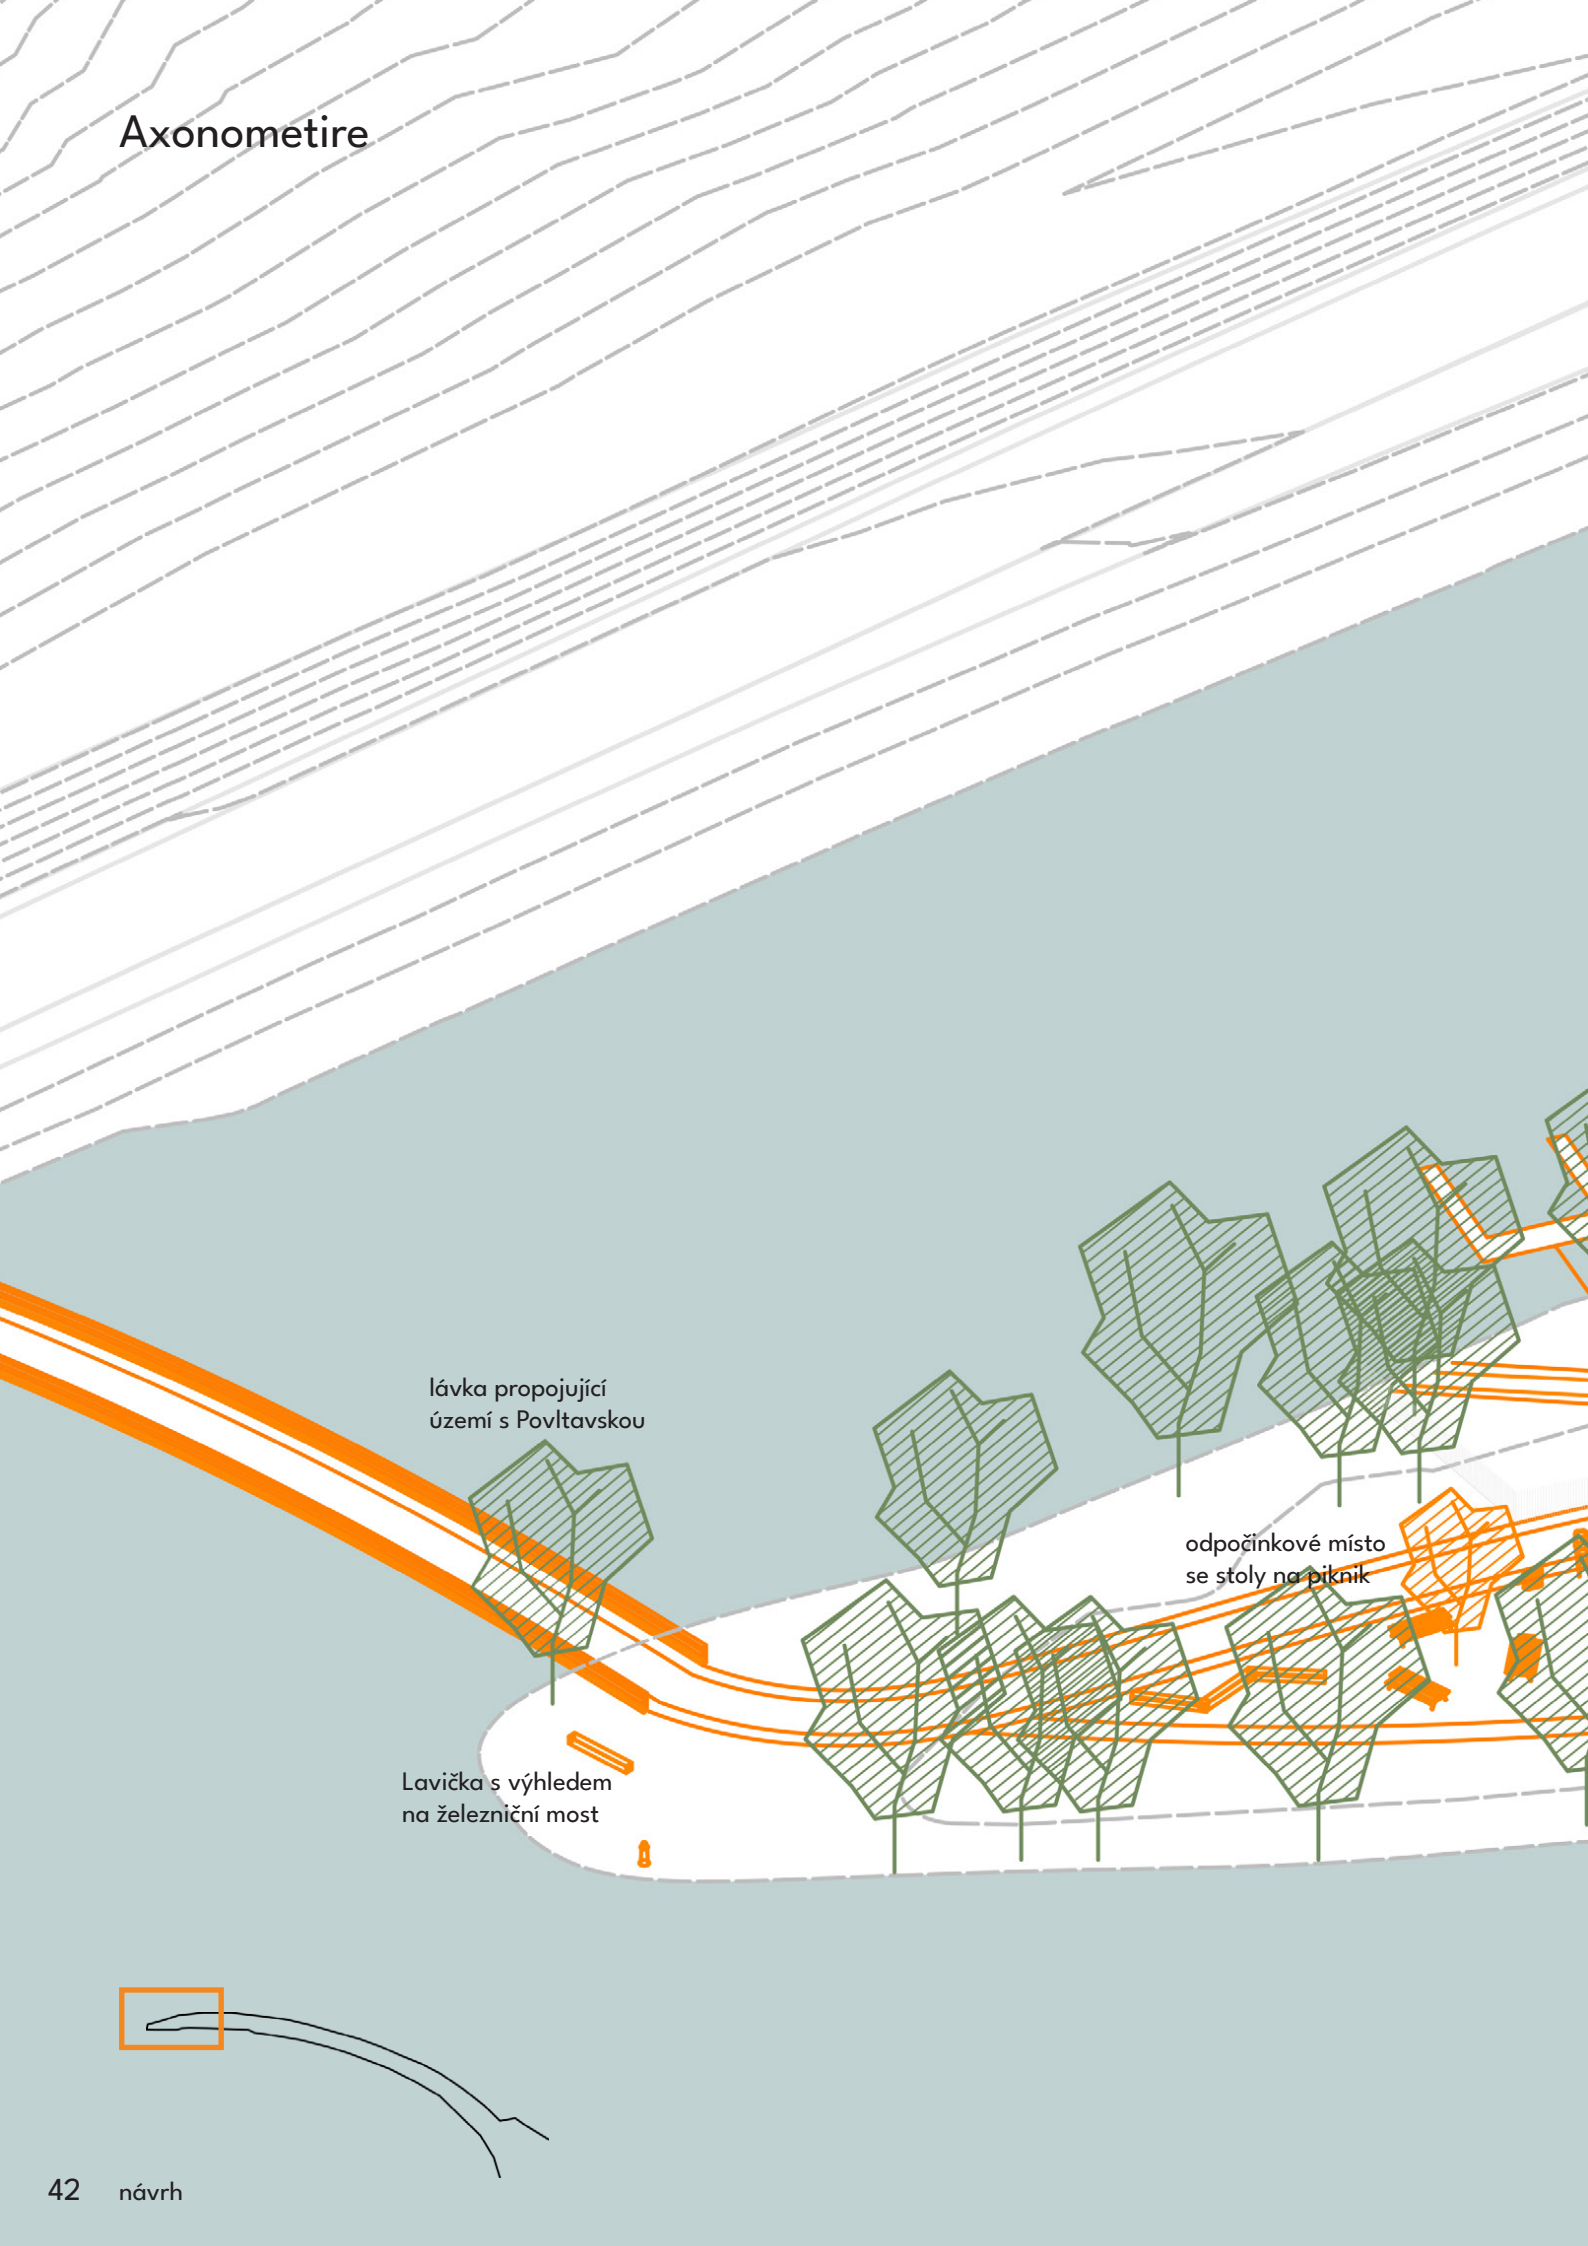 Axonometire
lávka propojující
území s Povltavskou
odpočinkové místo
se stoly na piknik
Lavička s výhledem
na železniční most
42 návrh